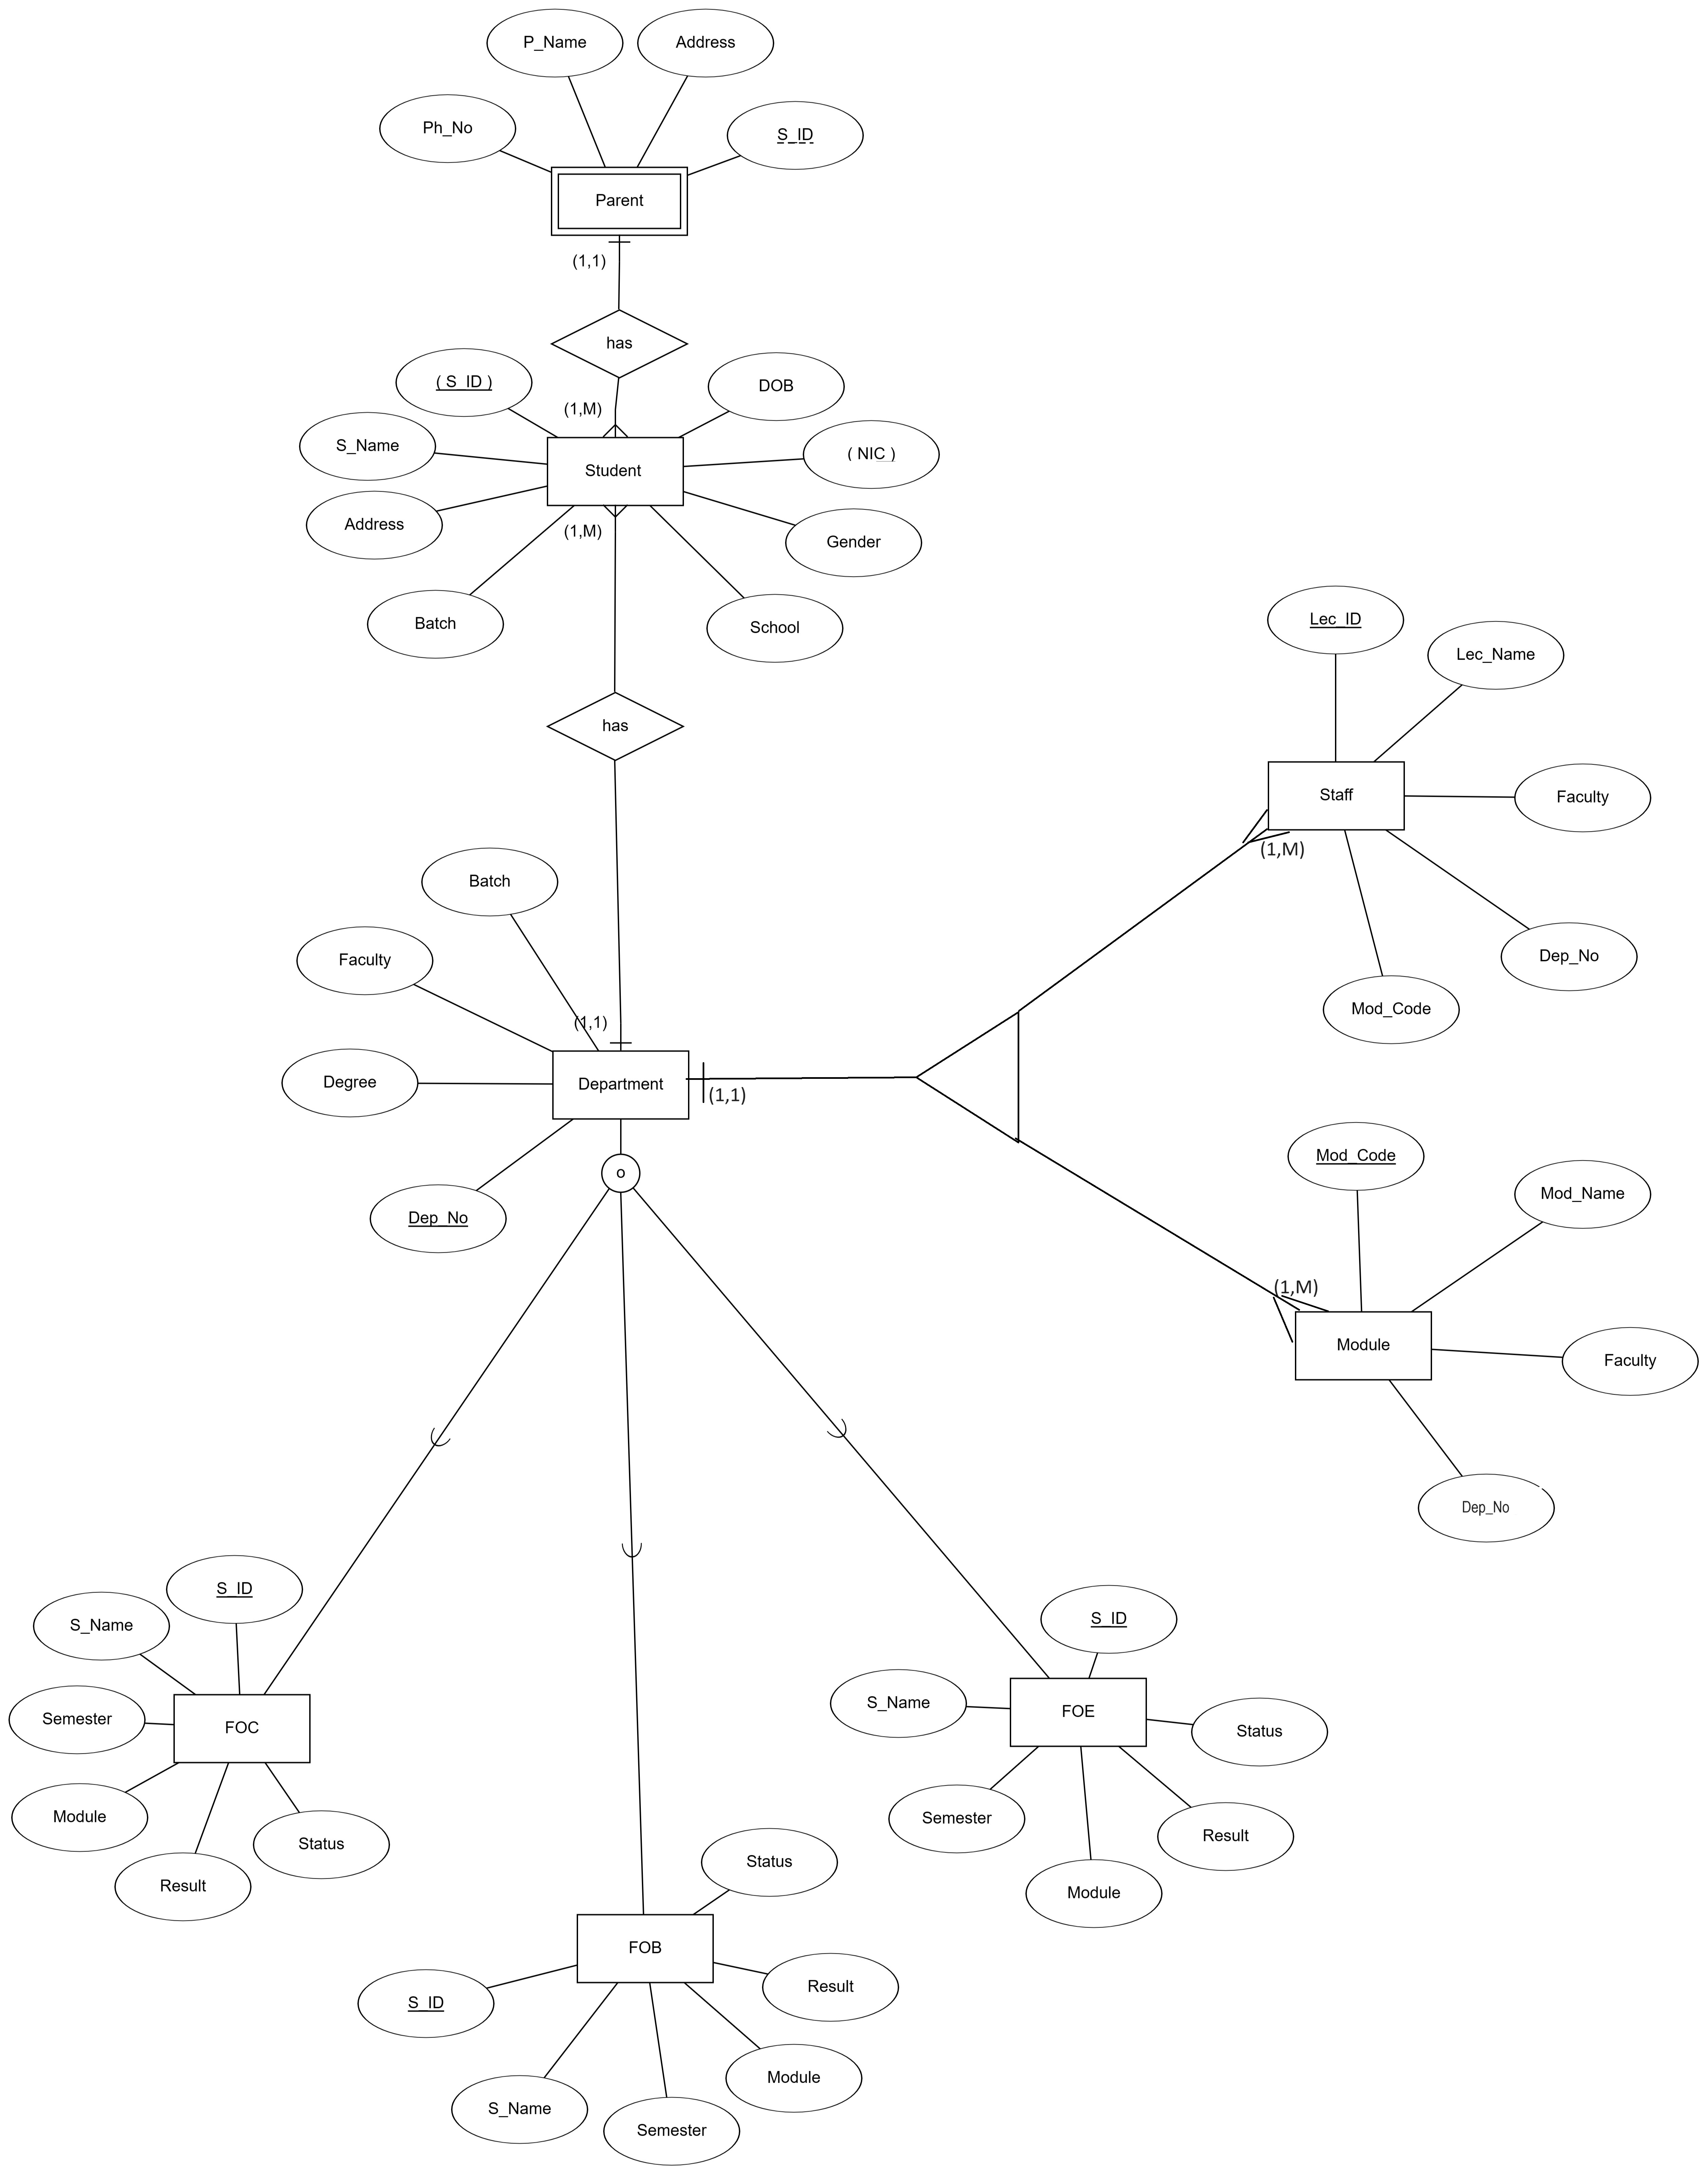 P_Name
Address
Ph_No
S_ID
Parent
(1,1)
has
( S_ID )
DOB
(1,M)
S_Name
( NIC )
Student
Address
(1,M)
Gender
Batch
School
Lec_ID
Lec_Name
has
Staff
Faculty
(1,M)
Batch
Dep_No
Faculty
Mod_Code
(1,1)
Degree
Department
(1,1)
Mod_Code
o
Mod_Name
Dep_No
(1,M)
Module
Faculty
Dep_No
S_ID
S_Name
S_ID
S_Name
Semester
FOC
FOE
Status
Module
Semester
Status
Result
Result
Module
Status
FOB
Result
S_ID
Module
S_Name
Semester